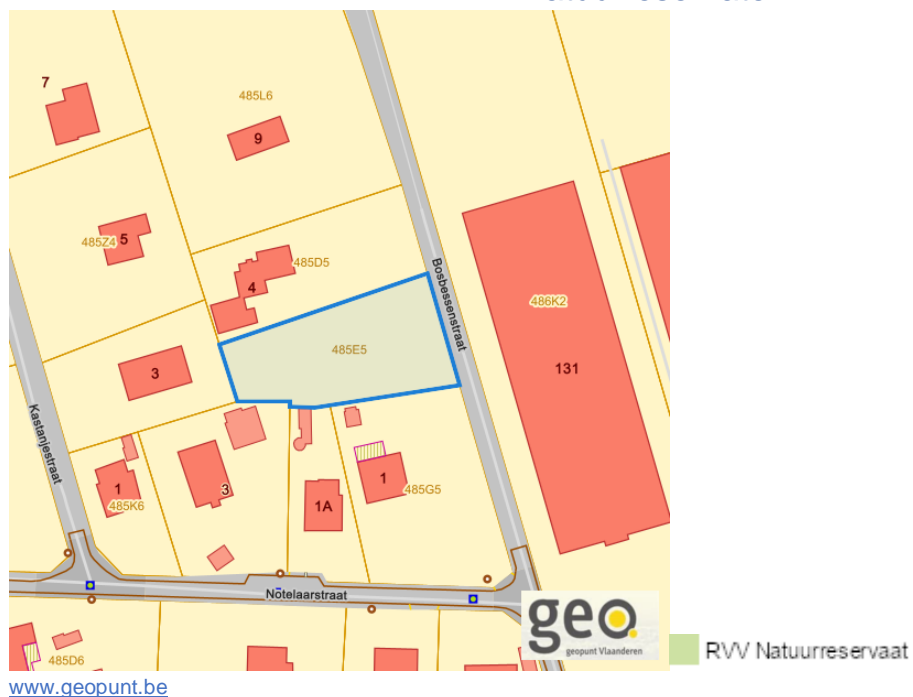 7
485L6
9
485Z4
5
485D5
4
Bosbessenstraat
486K2
485E5
131
3
Kastanjestraat
1
485K6
3
1A
1
485G5
Notelaarstraat
485D6
geo.
geopunt Vlaanderen
RVV Natuurreservaat
www.geopunt.be